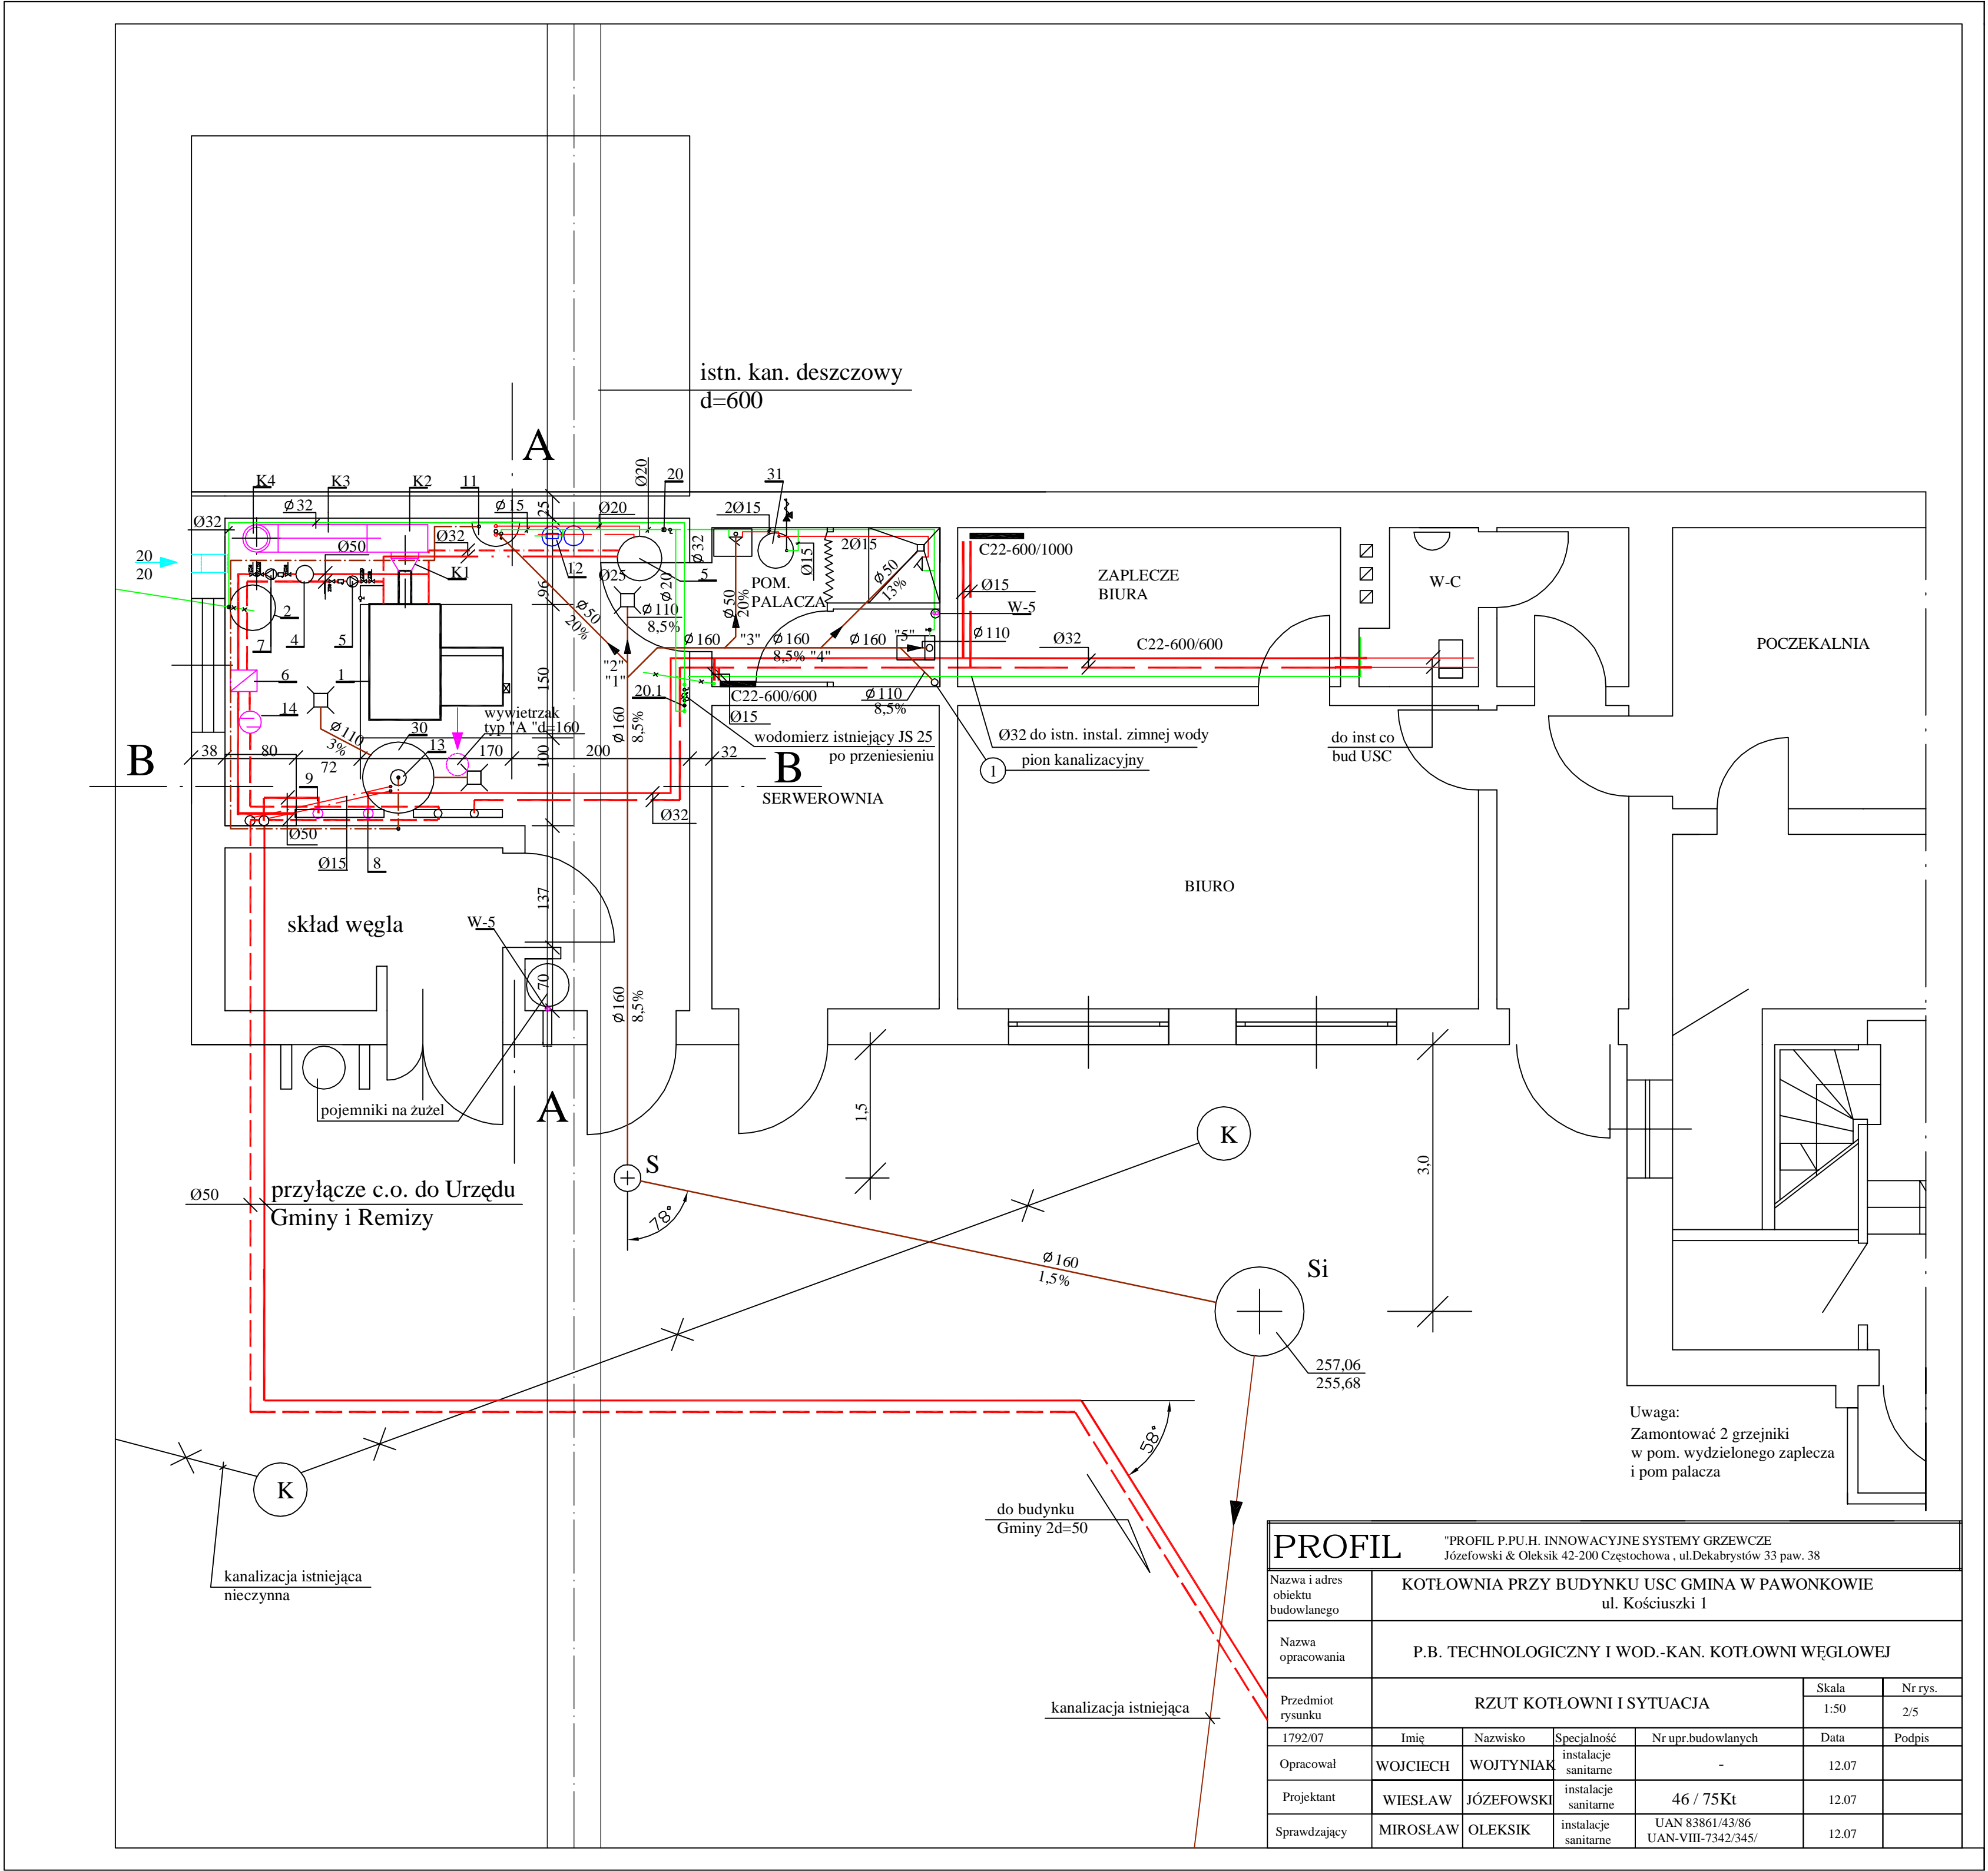 istn. kan. deszczowy
d=600
A
K4
K3
K2
11
Ø20
20
31
Ø32
Ø32
Ø15
25
Ø20
2Ø15
Ø32
Ø50
20
20
K1
12
Ø25
5
Ø32
Ø20
Ø15
2Ø15
C22-600/1000
ZAPLECZE
BIURA
W-C
POM.
PALACZA
Ø50
20%
Ø50
13%
Ø15
W-5
96
Ø50
20%
Ø110
8,5%
2
7
4
5
Ø160
"3"
Ø160
8,5%
"4"
Ø160
"5"
Ø110
Ø32
C22-600/600
POCZEKALNIA
"2"
"1"
6
1
150
20.1
C22-600/600
Ø110
8,5%
14
wywietrzak
typ "A "d=160
Ø15
Ø110
3%
30
13
Ø160
8,5%
wodomierz istniejący JS 25
po przeniesieniu
Ø32 do istn. instal. zimnej wody
1
pion kanalizacyjny
do inst co
bud USC
38
80
72
170
100
200
32
B
B
9
SERWEROWNIA
Ø50
Ø32
Ø15
8
BIURO
137
skład węgla
W-5
70
Ø160
8,5%
pojemniki na żużel
A
1,5
K
3,0
S
Ø50
przyłącze c.o. do Urzędu
Gminy i Remizy
78°
Ø160
1,5%
Si
257,06
255,68
58°
Uwaga:
Zamontować 2 grzejniki
w pom. wydzielonego zaplecza
i pom palacza
K
do budynku
Gminy 2d=50
kanalizacja istniejąca
nieczynna
kanalizacja istniejąca
PROFIL
"PROFIL P.PU.H. INNOWACYJNE SYSTEMY GRZEWCZE
Józefowski & Oleksik 42-200 Częstochowa , ul.Dekabrystów 33 paw. 38
Nazwa i adres
obiektu
budowlanego
KOTŁOWNIA PRZY BUDYNKU USC GMINA W PAWONKOWIE
ul. Kościuszki 1
Nazwa
opracowania
P.B. TECHNOLOGICZNY I WOD.-KAN. KOTŁOWNI WĘGLOWEJ
Przedmiot
rysunku
RZUT KOTŁOWNI I SYTUACJA
Skala
1:50
Nr rys.
2/5
1792/07 Imię Nazwisko Specjalność Nr upr.budowlanych Data Podpis
Opracował WOJCIECH WOJTYNIAK instalacje sanitarne - 12.07
Projektant WIESŁAW JÓZEFOWSKI instalacje sanitarne 46 / 75Kt 12.07
Sprawdzający MIROSŁAW OLEKSIK instalacje sanitarne UAN 83861/43/86 UAN-VIII-7342/345/ 12.07